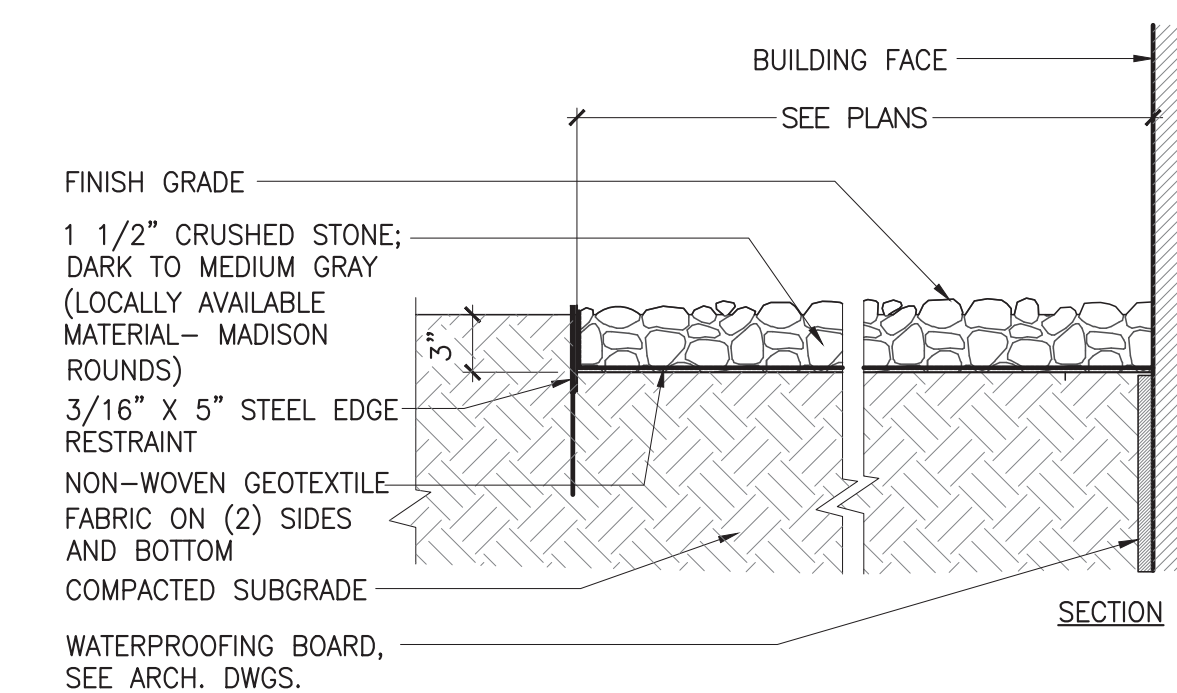 BUILDING FACE
SEE PLANS
FINISH GRADE
1 1/2” CRUSHED STONE;
DARK TO MEDIUM GRAY
(LOCALLY AVAILABLE
MATERIAL– MADISON
ROUNDS)
3”
3/16” X 5” STEEL EDGE
RESTRAINT
NON–WOVEN GEOTEXTILE
FABRIC ON (2) SIDES
AND BOTTOM
COMPACTED SUBGRADE
SECTION
WATERPROOFING BOARD,
SEE ARCH. DWGS.